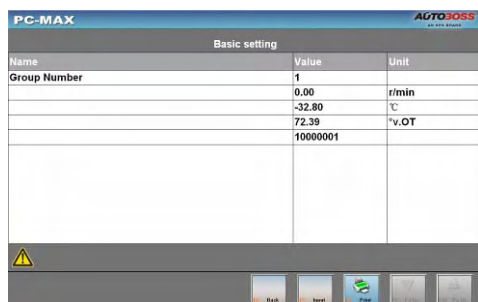 PC-MAX
AUTOBOSS
Basic setting
Name Value Unit
Group Number 1
0.00 r/min
-32.80 ℃
72.39 °v.OT
10000001
Back Print